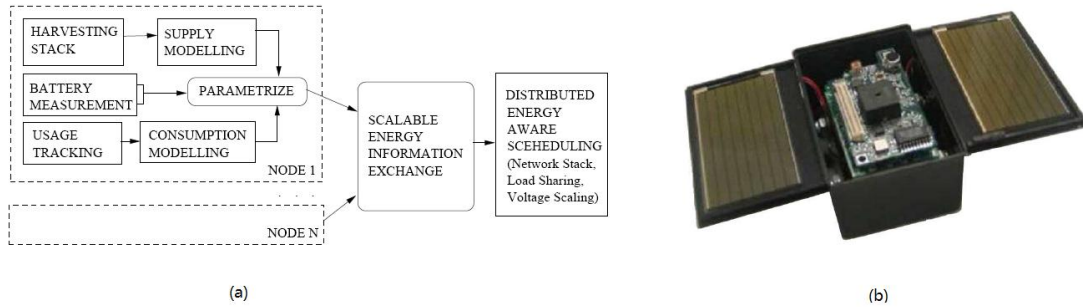 HARVESTING
STACK
SUPPLY
MODELLING
BATTERY
MEASUREMENT
PARAMETRIZE
USAGE
TRACKING
CONSUMPTION
MODELLING
NODE 1
SCALABLE
ENERGY
INFORMATION
EXCHANGE
DISTRIBUTED
ENERGY
AWARE
SCEHEDULING
(Network Stack,
Load Sharing,
Voltage Scaling)
NODE N
(a)
(b)